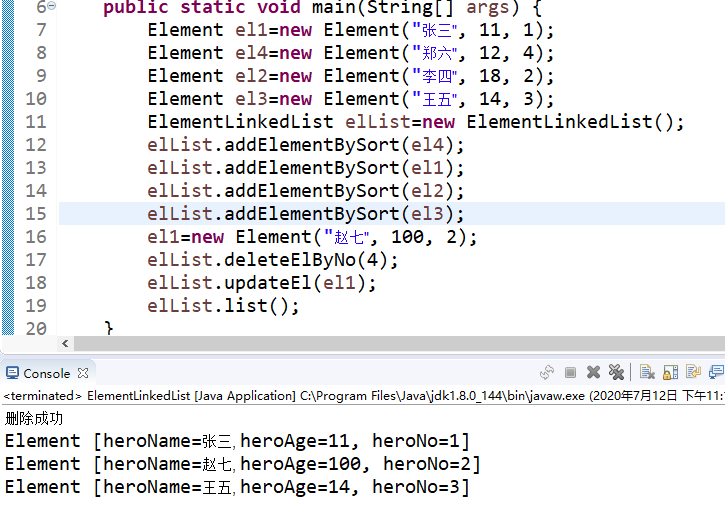 6 public static void main(String[] args) {
7 Element el1=new Element("张三", 11, 1);
8 Element el4=new Element("郑六", 12, 4);
9 Element el2=new Element("李四", 18, 2);
10 Element el3=new Element("王五", 14, 3);
11 ElementLinkedList elList=new ElementLinkedList();
12 elList.addElementBySort(el4);
13 elList.addElementBySort(el1);
14 elList.addElementBySort(el2);
15 elList.addElementBySort(el3);
16 el1=new Element("赵七", 100, 2);
17 elList.deleteElByNo(4);
18 elList.updateEl(el1);
19 elList.list();
20 }
Console
<terminated> ElementLinkedList [Java Application] C:\Program Files\Java\jdk1.8.0_144\bin\javaw.exe (2020年7月12日 下午11:
删除成功
Element [heroName=张三, heroAge=11, heroNo=1]
Element [heroName=赵七, heroAge=100, heroNo=2]
Element [heroName=王五, heroAge=14, heroNo=3]